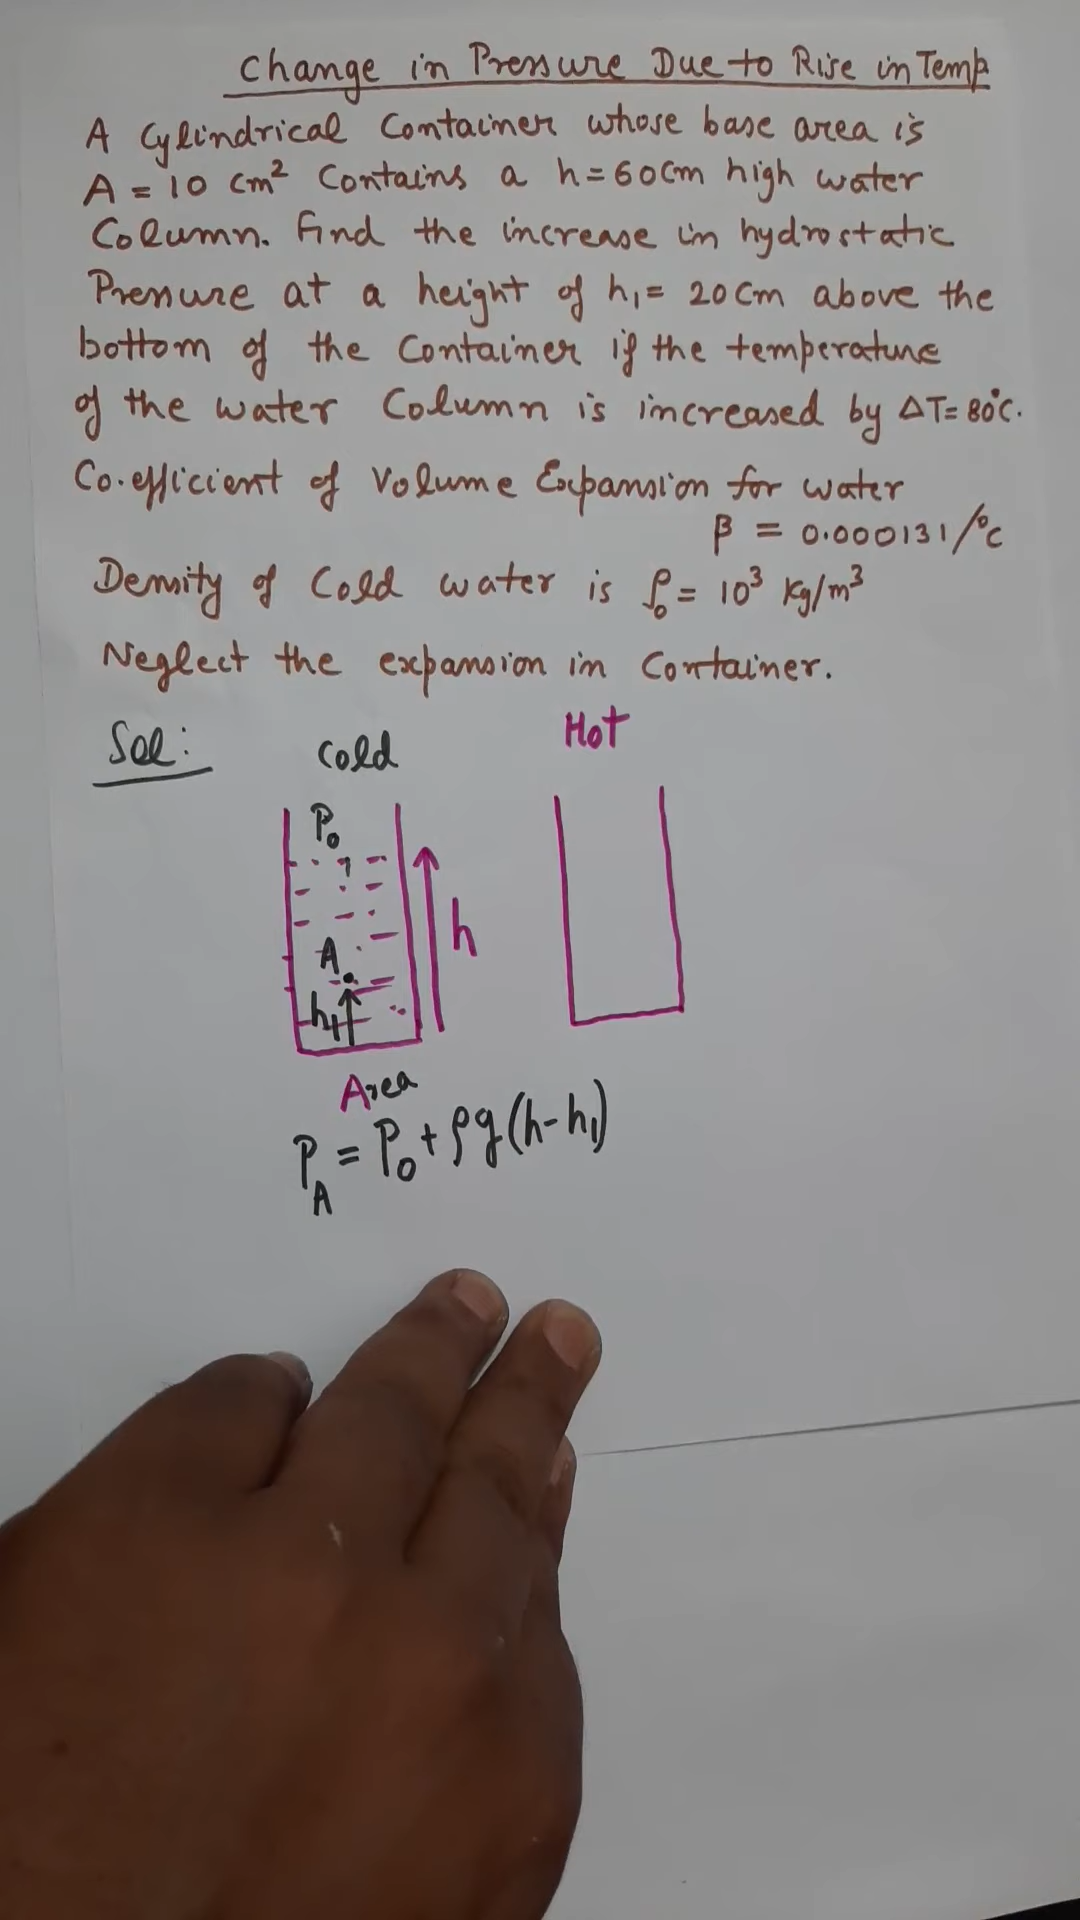 Change in Pressure Due to Rise in Temp
A Cylindrical Container whose base area is
A = 10 cm² Contains a h = 60cm high water
Column. Find the increase in hydrostatic
Pressure at a height of h₁ = 20cm above the
bottom of the Container if the temperature
of the water Column is increased by ΔT = 80°C.
Co.efficient of Volume Expansion for water
β = 0.000131/°C
Density of Cold water is ρ₀ = 10³ Kg/m³
Neglect the expansion in Container.
Sol:
Cold
Hot
P₀
A
h₁
h
Area
P_A = P₀ + ρg(h-h₁)